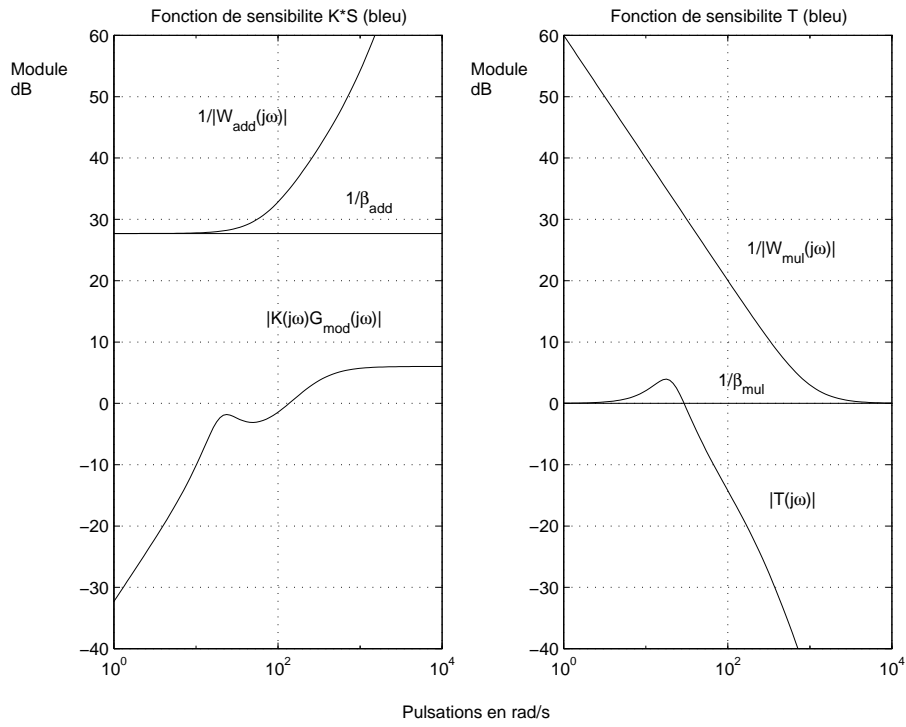 Fonction de sensibilite K*S (bleu)
Module
dB
60
50
40
30
20
10
0
−10
−20
−30
−40
1/|W_add(jω)|
1/β_add
|K(jω)G_mod(jω)|
10^0
10^2
10^4
Fonction de sensibilite T (bleu)
Module
dB
60
50
40
30
20
10
0
−10
−20
−30
−40
1/|W_mul(jω)|
1/β_mul
|T(jω)|
10^0
10^2
10^4
Pulsations en rad/s